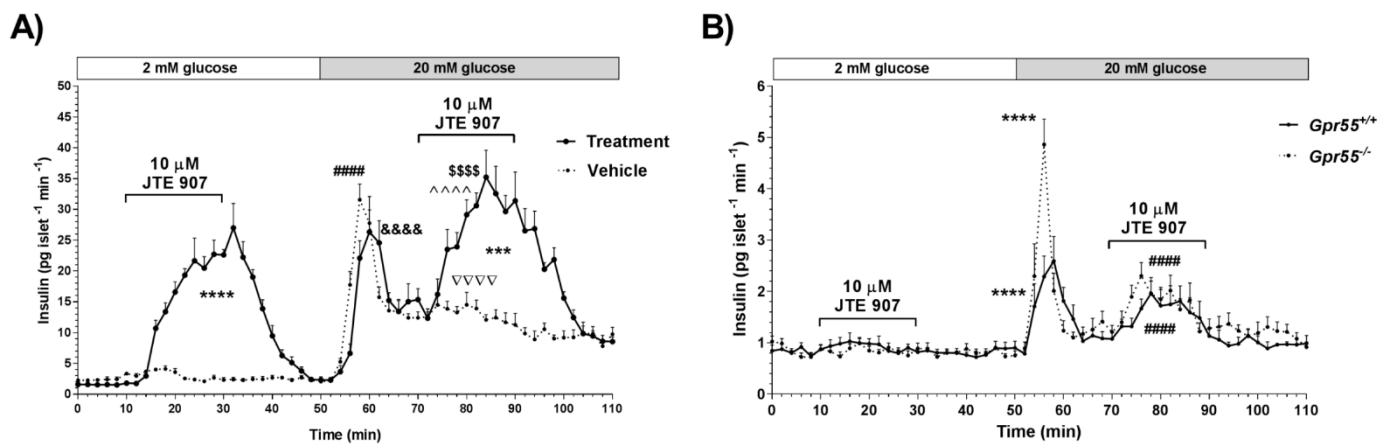 A)
2 mM glucose
20 mM glucose
Insulin (pg islet ⁻¹ min ⁻¹)
50
45
40
35
30
25
20
15
10
5
0
10 μM
JTE 907
****
####
&&&&
10 μM
JTE 907
$$$$
^^^^
***
▽▽▽▽
Treatment
Vehicle
0
10
20
30
40
50
60
70
80
90
100
110
Time (min)
B)
2 mM glucose
20 mM glucose
Insulin (pg islet ⁻¹ min ⁻¹)
6
5
4
3
2
1
0
10 μM
JTE 907
****
****
10 μM
JTE 907
####
####
Gpr55⁺/⁺
Gpr55⁻/⁻
0
10
20
30
40
50
60
70
80
90
100
110
Time (min)